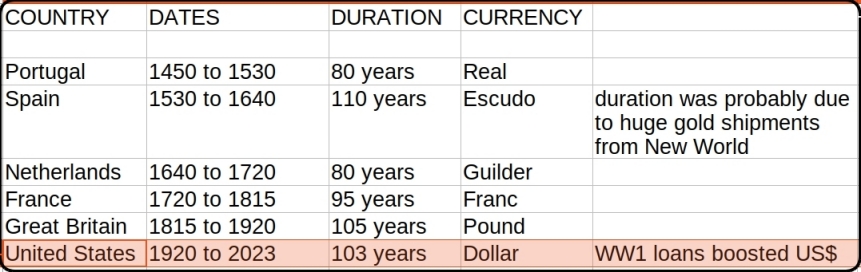 COUNTRY DATES DURATION CURRENCY
Portugal 1450 to 1530 80 years Real
Spain 1530 to 1640 110 years Escudo duration was probably due
to huge gold shipments
from New World
Netherlands 1640 to 1720 80 years Guilder
France 1720 to 1815 95 years Franc
Great Britain 1815 to 1920 105 years Pound
United States 1920 to 2023 103 years Dollar WW1 loans boosted US$